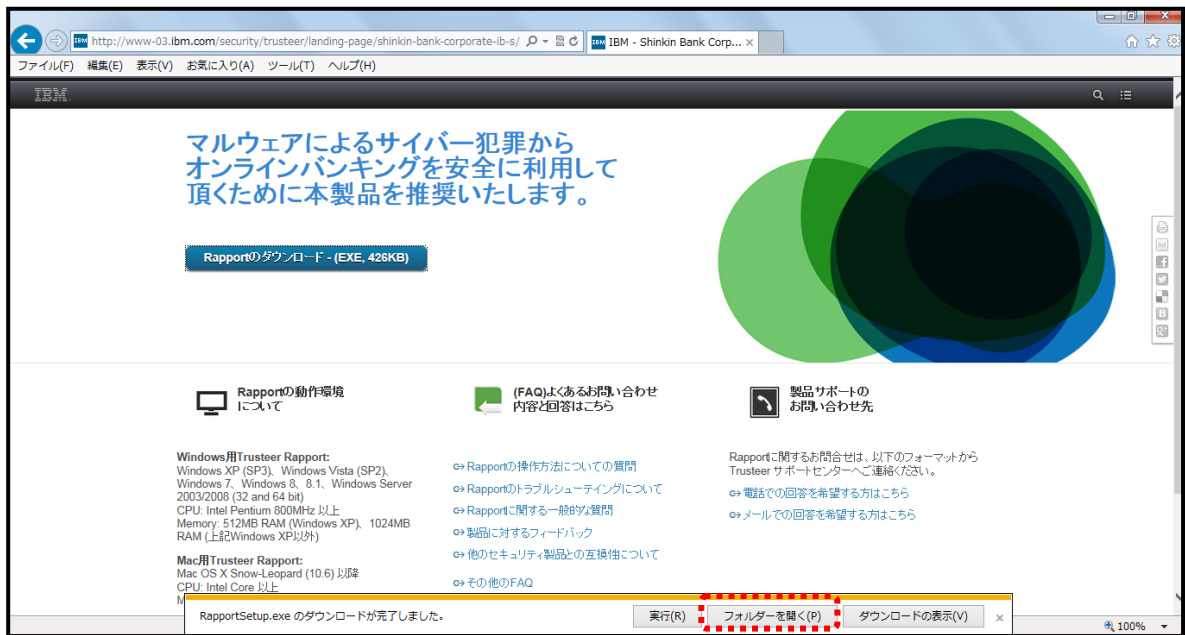 http://www-03.ibm.com/security/trusteer/landing-page/shinkin-bank-corporate-ib-s/
IBM - Shinkin Bank Corp... ×
ファイル(F) 編集(E) 表示(V) お気に入り(A) ツール(T) ヘルプ(H)
IBM
マルウェアによるサイバー犯罪から
オンラインバンキングを安全に利用して
頂くために本製品を推奨いたします。
Rapportのダウンロード - (EXE, 426KB)
Rapportの動作環境
について
Windows用Trusteer Rapport:
Windows XP (SP3)、Windows Vista (SP2)、
Windows 7、Windows 8、8.1、Windows Server
2003/2008 (32 and 64 bit)
CPU: Intel Pentium 800MHz 以上
Memory: 512MB RAM (Windows XP)、1024MB
RAM (上記Windows XP以外)
Mac用Trusteer Rapport:
Mac OS X Snow-Leopard (10.6) 以降
CPU: Intel Core 以上
(FAQ)よくあるお問い合わせ
内容と回答はこちら
Rapportの操作方法についての質問
Rapportのトラブルシューティングについて
Rapportに関する一般的な質問
製品に対するフィードバック
他のセキュリティ製品との互換性について
その他のFAQ
製品サポートの
お問い合わせ先
Rapportに関するお問合せは、以下のフォーマットから
Trusteer サポートセンターへご連絡ください。
電話での回答を希望する方はこちら
メールでの回答を希望する方はこちら
RapportSetup.exe のダウンロードが完了しました。
実行(R) フォルダーを開く(P) ダウンロードの表示(V) ×
100%